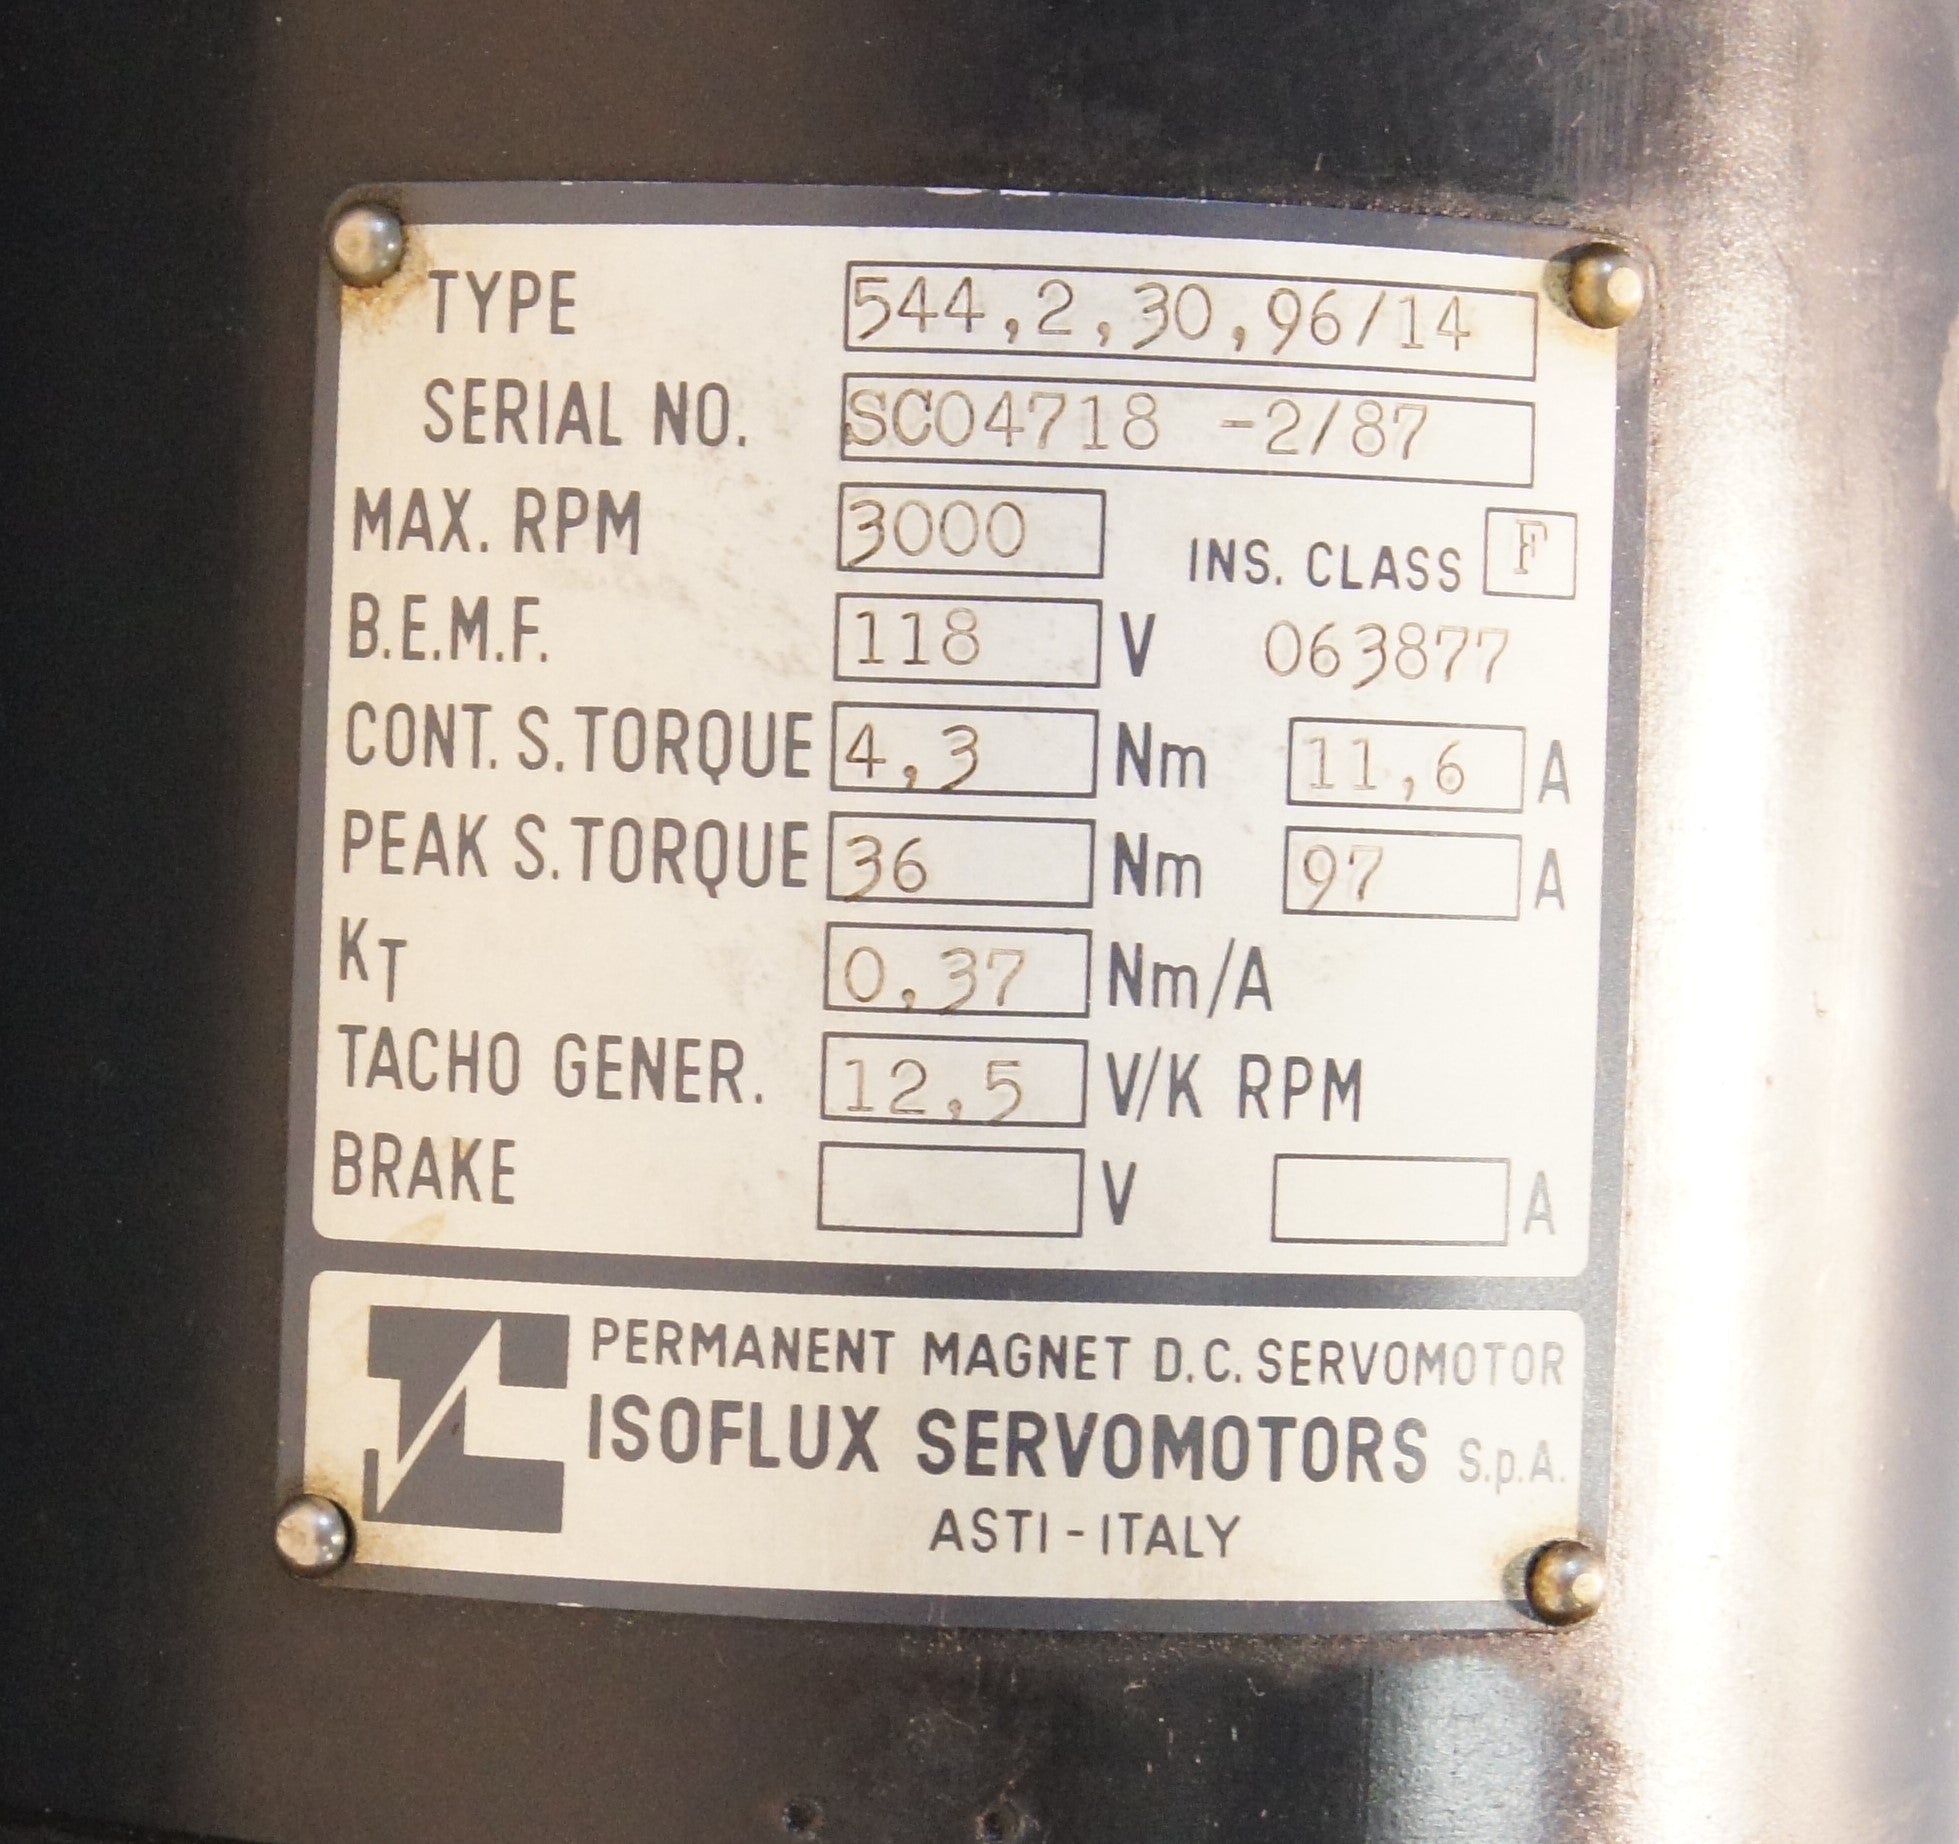 TYPE 544,2,30,96/14
SERIAL NO. SC04718 -2/87
MAX. RPM 3000 INS. CLASS F
B.E.M.F. 118 V 063877
CONT. S. TORQUE 4,3 Nm 11,6 A
PEAK S. TORQUE 36 Nm 97 A
KT 0,37 Nm/A
TACHO GENER. 12,5 V/K RPM
BRAKE V A
PERMANENT MAGNET D.C. SERVOMOTOR
ISOFLUX SERVOMOTORS S.p.A.
ASTI - ITALY